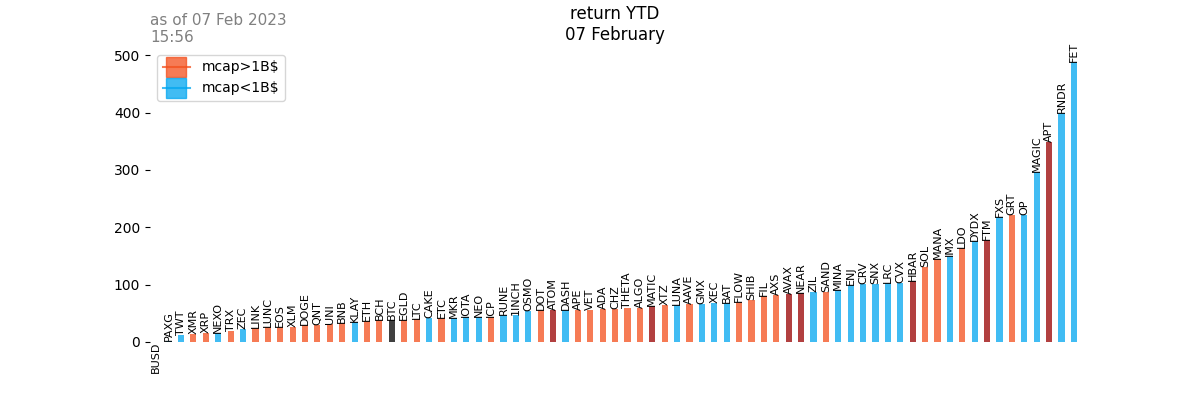 as of 07 Feb 2023
15:56
return YTD
07 February
mcap>1B$
mcap<1B$
500
400
300
200
100
0
BUSD
PAXG
TWT
XMR
XRP
NEXO
TRX
ZEC
LINK
LUNC
EOS
XLM
DOGE
QNT
UNI
BNB
KLAY
ETH
BCH
BTC
EGLD
LTC
CAKE
ETC
MKR
IOTA
NEO
ICP
RUNE
1INCH
OSMO
DOT
ATOM
DASH
APE
VET
ADA
CHZ
THETA
ALGO
MATIC
XTZ
LUNA
AAVE
GMX
XEC
BAT
FLOW
SHIB
FIL
AXS
AVAX
NEAR
ZIL
SAND
MINA
ENJ
CRV
SNX
LRC
CVX
HBAR
SOL
MANA
IMX
LDO
DYDX
FTM
FXS
GRT
OP
MAGIC
APT
RNDR
FET